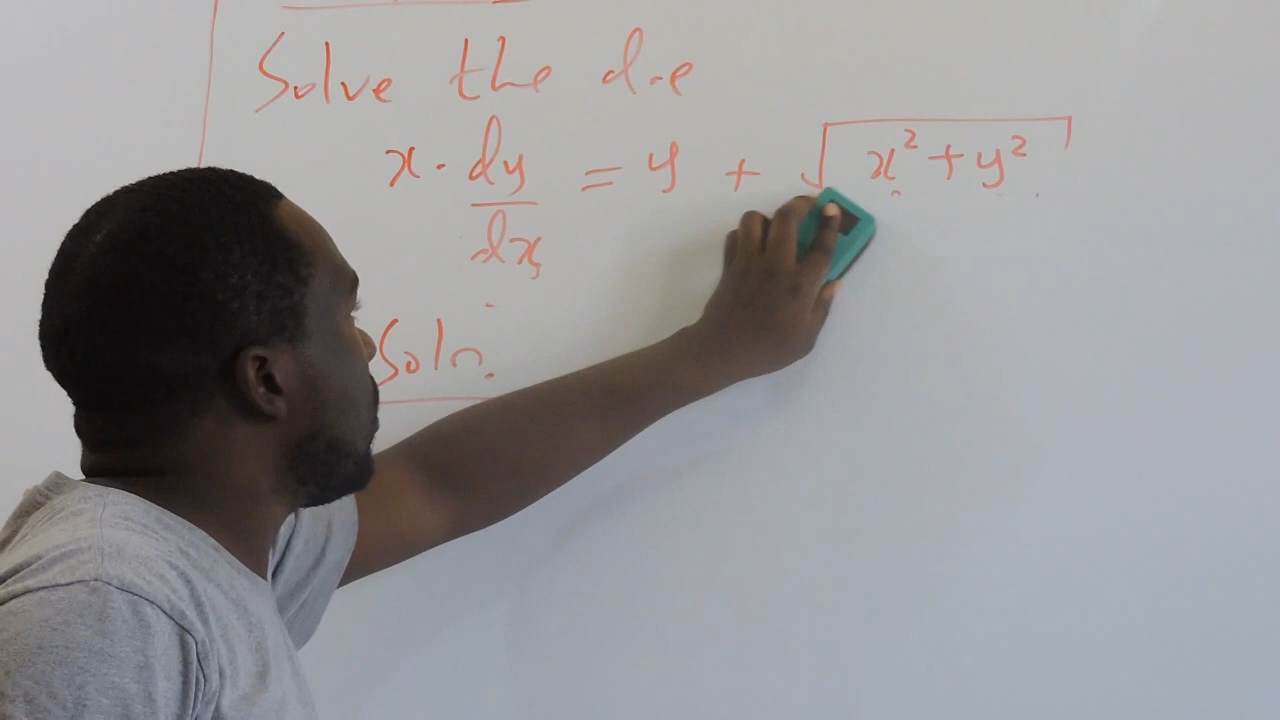 Solve the d.e
x · dy/dx = y + √(x² + y²)
Soln.